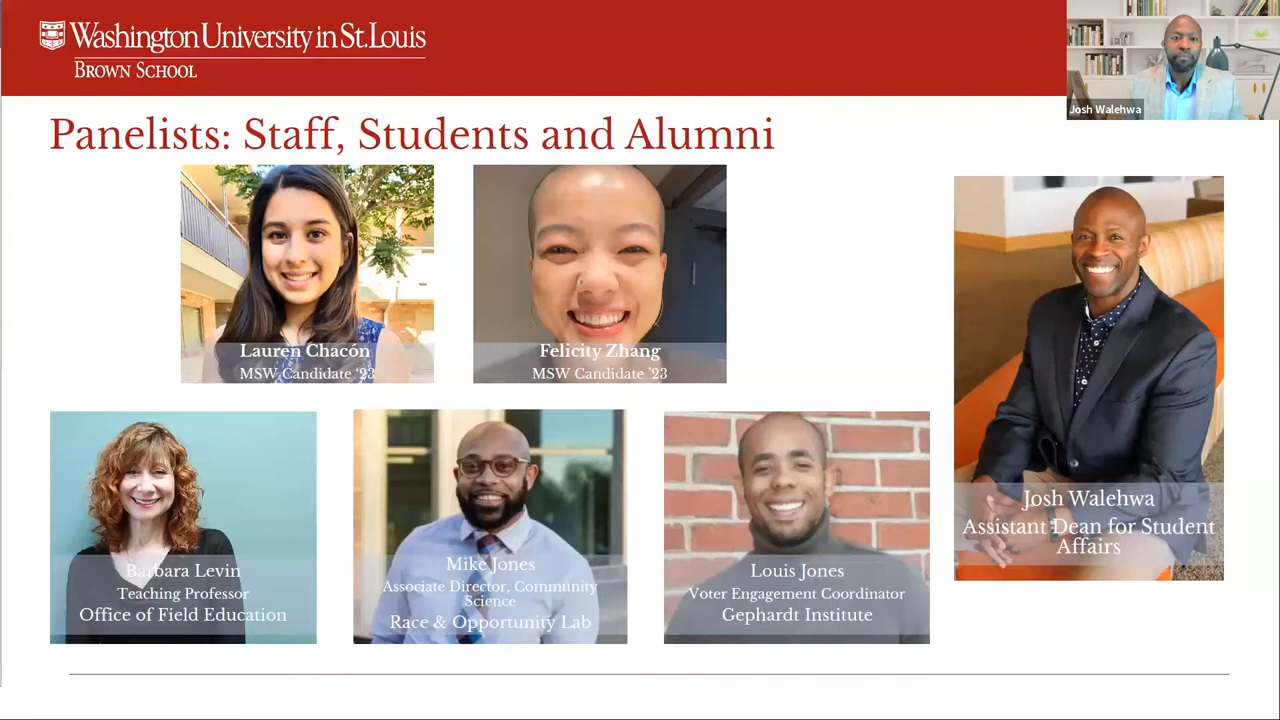 Washington University in St. Louis
BROWN SCHOOL
Josh Walehwa
Panelists: Staff, Students and Alumni
Lauren Chacón
MSW Candidate '23
Felicity Zhang
MSW Candidate '23
Josh Walehwa
Assistant Dean for Student
Affairs
Barbara Levin
Teaching Professor
Office of Field Education
Mike Jones
Associate Director, Community
Science
Race & Opportunity Lab
Louis Jones
Voter Engagement Coordinator
Gephardt Institute